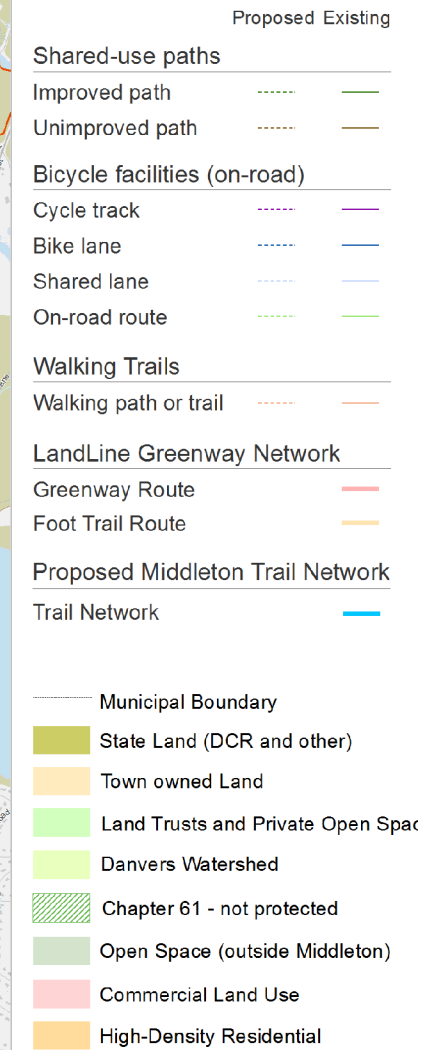 Proposed Existing
Shared-use paths
Improved path
Unimproved path
Bicycle facilities (on-road)
Cycle track
Bike lane
Shared lane
On-road route
Walking Trails
Walking path or trail
LandLine Greenway Network
Greenway Route
Foot Trail Route
Proposed Middleton Trail Network
Trail Network
Municipal Boundary
State Land (DCR and other)
Town owned Land
Land Trusts and Private Open Spac
Danvers Watershed
Chapter 61 - not protected
Open Space (outside Middleton)
Commercial Land Use
High-Density Residential